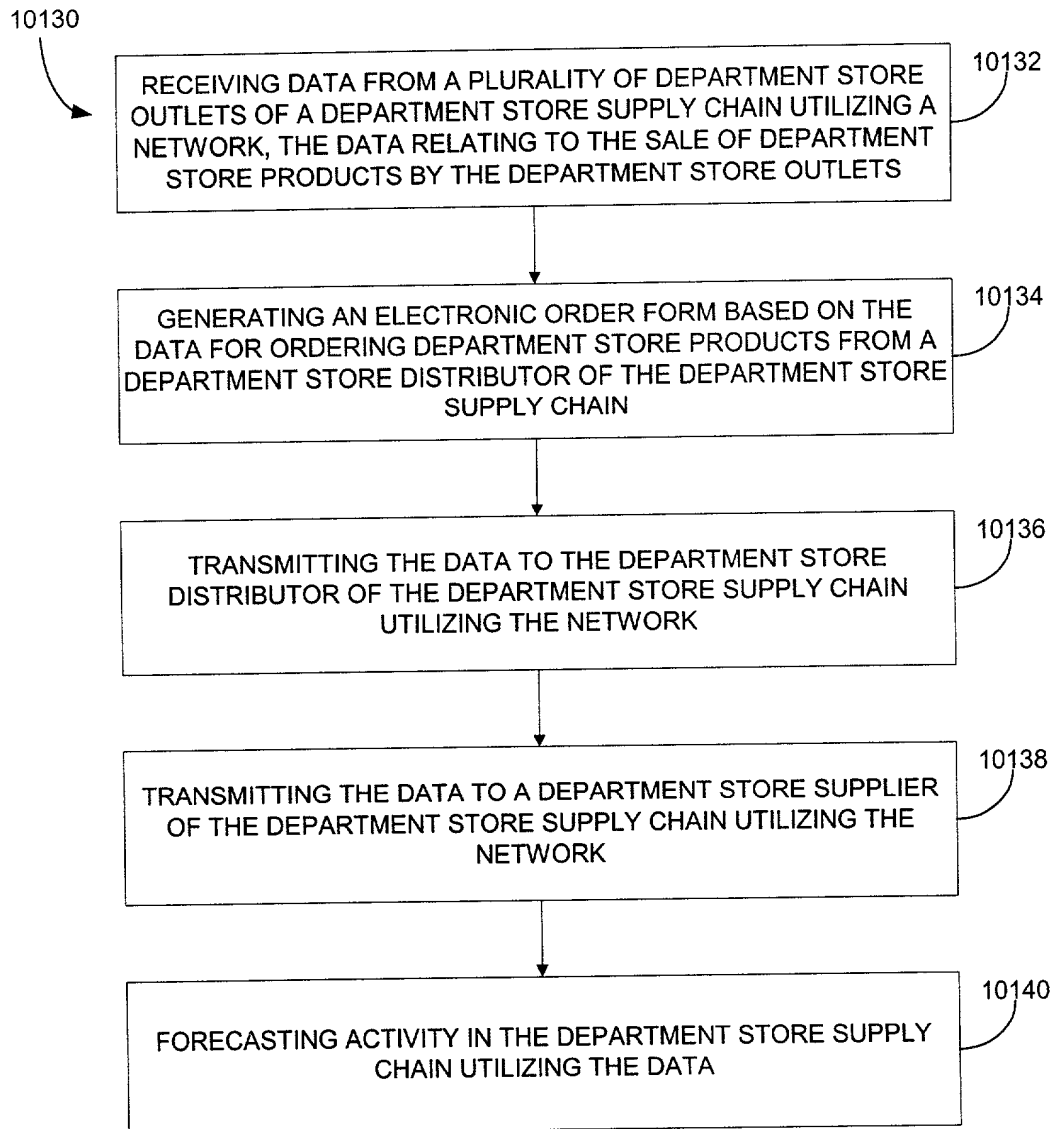 10130
RECEIVING DATA FROM A PLURALITY OF DEPARTMENT STORE
OUTLETS OF A DEPARTMENT STORE SUPPLY CHAIN UTILIZING A
NETWORK, THE DATA RELATING TO THE SALE OF DEPARTMENT
STORE PRODUCTS BY THE DEPARTMENT STORE OUTLETS
10132
GENERATING AN ELECTRONIC ORDER FORM BASED ON THE
DATA FOR ORDERING DEPARTMENT STORE PRODUCTS FROM A
DEPARTMENT STORE DISTRIBUTOR OF THE DEPARTMENT STORE
SUPPLY CHAIN
10134
TRANSMITTING THE DATA TO THE DEPARTMENT STORE
DISTRIBUTOR OF THE DEPARTMENT STORE SUPPLY CHAIN
UTILIZING THE NETWORK
10136
TRANSMITTING THE DATA TO A DEPARTMENT STORE SUPPLIER
OF THE DEPARTMENT STORE SUPPLY CHAIN UTILIZING THE
NETWORK
10138
FORECASTING ACTIVITY IN THE DEPARTMENT STORE SUPPLY
CHAIN UTILIZING THE DATA
10140